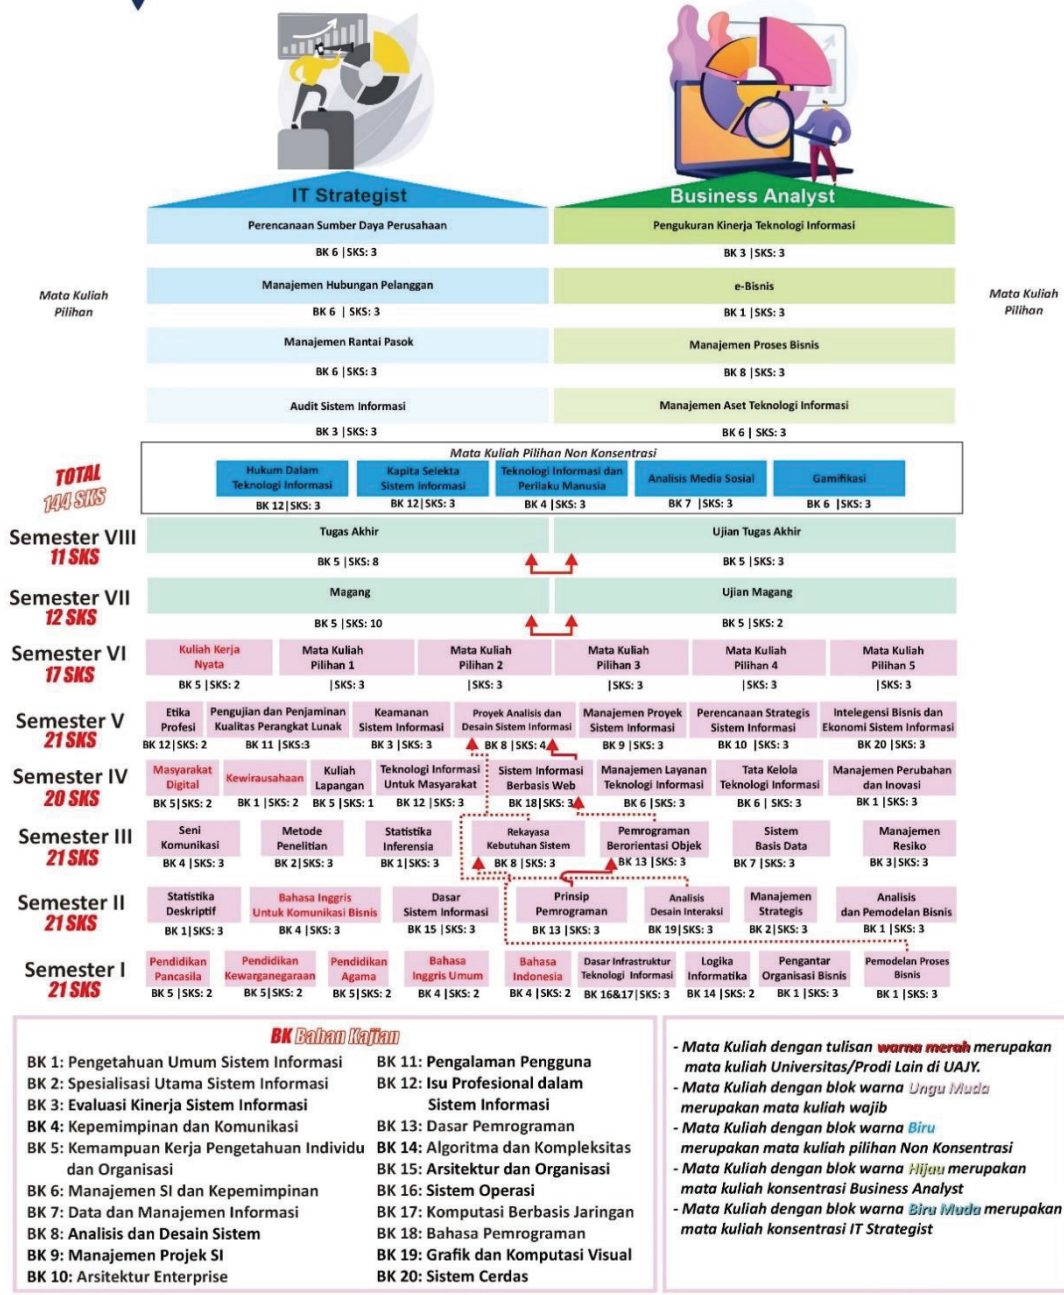 IT Strategist
Business Analyst
Perencanaan Sumber Daya Perusahaan
Pengukuran Kinerja Teknologi Informasi
BK 6 |SKS: 3
BK 3 |SKS: 3
Mata Kuliah
Pilihan
Manajemen Hubungan Pelanggan
e-Bisnis
Mata Kuliah
Pilihan
BK 6 | SKS: 3
BK 1 |SKS: 3
Manajemen Rantai Pasok
Manajemen Proses Bisnis
BK 6 |SKS: 3
BK 8 |SKS: 3
Audit Sistem Informasi
Manajemen Aset Teknologi Informasi
BK 3 |SKS: 3
BK 6 | SKS: 3
Mata Kuliah Pilihan Non Konsentrasi
TOTAL
144 SKS
Hukum Dalam
Teknologi Informasi
BK 12|SKS: 3
Kapita Selekta
Sistem Informasi
BK 12|SKS: 3
Teknologi Informasi dan
Perilaku Manusia
BK 4 |SKS: 3
Analisis Media Sosial
BK 7 |SKS: 3
Gamifikasi
BK 6 |SKS: 3
Semester VIII
11 SKS
Tugas Akhir
BK 5 |SKS: 8
Ujian Tugas Akhir
BK 5 |SKS: 3
Semester VII
12 SKS
Magang
BK 5 |SKS: 10
Ujian Magang
BK 5 |SKS: 2
Semester VI
17 SKS
Kuliah Kerja
Nyata
BK 5 |SKS: 2
Mata Kuliah
Pilihan 1
|SKS: 3
Mata Kuliah
Pilihan 2
|SKS: 3
Mata Kuliah
Pilihan 3
|SKS: 3
Mata Kuliah
Pilihan 4
|SKS: 3
Mata Kuliah
Pilihan 5
|SKS: 3
Semester V
21 SKS
Etika
Profesi
BK 12|SKS: 2
Pengujian dan Penjaminan
Kualitas Perangkat Lunak
BK 11 |SKS:3
Keamanan
Sistem Informasi
BK 3 |SKS: 3
Proyek Analisis dan
Desain Sistem Informasi
BK 8 |SKS: 4
Manajemen Proyek
Sistem Informasi
BK 9 |SKS: 3
Perencanaan Strategis
Sistem Informasi
BK 10 |SKS: 3
Intelegensi Bisnis dan
Ekonomi Sistem Informasi
BK 20 |SKS: 3
Semester IV
20 SKS
Masyarakat
Digital
BK 5|SKS: 2
Kewirausahaan
BK 1 |SKS: 2
Kuliah
Lapangan
BK 5 |SKS: 1
Teknologi Informasi
Untuk Masyarakat
BK 12 |SKS: 3
Sistem Informasi
Berbasis Web
BK 18|SKS: 3
Manajemen Layanan
Teknologi Informasi
BK 6 |SKS: 3
Tata Kelola
Teknologi Informasi
BK 6 | SKS: 3
Manajemen Perubahan
dan Inovasi
BK 1 |SKS: 3
Semester III
21 SKS
Seni
Komunikasi
BK 4 |SKS: 3
Metode
Penelitian
BK 2|SKS: 3
Statistika
Inferensia
BK 1|SKS: 3
Rekayasa
Kebutuhan Sistem
BK 8 |SKS: 3
Pemrograman
Berorientasi Objek
BK 13 |SKS: 3
Sistem
Basis Data
BK 7 |SKS: 3
Manajemen
Resiko
BK 3|SKS: 3
Semester II
21 SKS
Statistika
Deskriptif
BK 1|SKS: 3
Bahasa Inggris
Untuk Komunikasi Bisnis
BK 4 |SKS: 3
Dasar
Sistem Informasi
BK 15 |SKS: 3
Prinsip
Pemrograman
BK 13 |SKS: 3
Analisis
Desain Interaksi
BK 19|SKS: 3
Manajemen
Strategis
BK 2|SKS: 3
Analisis
dan Pemodelan Bisnis
BK 1 |SKS: 3
Semester I
21 SKS
Pendidikan
Pancasila
BK 5 |SKS: 2
Pendidikan
Kewarganegaraan
BK 5|SKS: 2
Pendidikan
Agama
BK 5|SKS: 2
Bahasa
Inggris Umum
BK 4 |SKS: 2
Bahasa
Indonesia
BK 4 |SKS: 2
Dasar Infrastruktur
Teknologi Informasi
BK 16&17|SKS: 3
Logika
Informatika
BK 14 |SKS: 2
Pengantar
Organisasi Bisnis
BK 1 |SKS: 3
Pemodelan Proses
Bisnis
BK 1 |SKS: 3
BK Bahan Kajian
BK 1: Pengetahuan Umum Sistem Informasi
BK 2: Spesialisasi Utama Sistem Informasi
BK 3: Evaluasi Kinerja Sistem Informasi
BK 4: Kepemimpinan dan Komunikasi
BK 5: Kemampuan Kerja Pengetahuan Individu
dan Organisasi
BK 6: Manajemen SI dan Kepemimpinan
BK 7: Data dan Manajemen Informasi
BK 8: Analisis dan Desain Sistem
BK 9: Manajemen Projek SI
BK 10: Arsitektur Enterprise
BK 11: Pengalaman Pengguna
BK 12: Isu Profesional dalam
Sistem Informasi
BK 13: Dasar Pemrograman
BK 14: Algoritma dan Kompleksitas
BK 15: Arsitektur dan Organisasi
BK 16: Sistem Operasi
BK 17: Komputasi Berbasis Jaringan
BK 18: Bahasa Pemrograman
BK 19: Grafik dan Komputasi Visual
BK 20: Sistem Cerdas
- Mata Kuliah dengan tulisan warna merah merupakan
mata kuliah Universitas/Prodi Lain di UAJY.
- Mata Kuliah dengan blok warna Ungu Muda
merupakan mata kuliah wajib
- Mata Kuliah dengan blok warna Biru
merupakan mata kuliah pilihan Non Konsentrasi
- Mata Kuliah dengan blok warna Hijau merupakan
mata kuliah konsentrasi Business Analyst
- Mata Kuliah dengan blok warna Biru Muda merupakan
mata kuliah konsentrasi IT Strategist